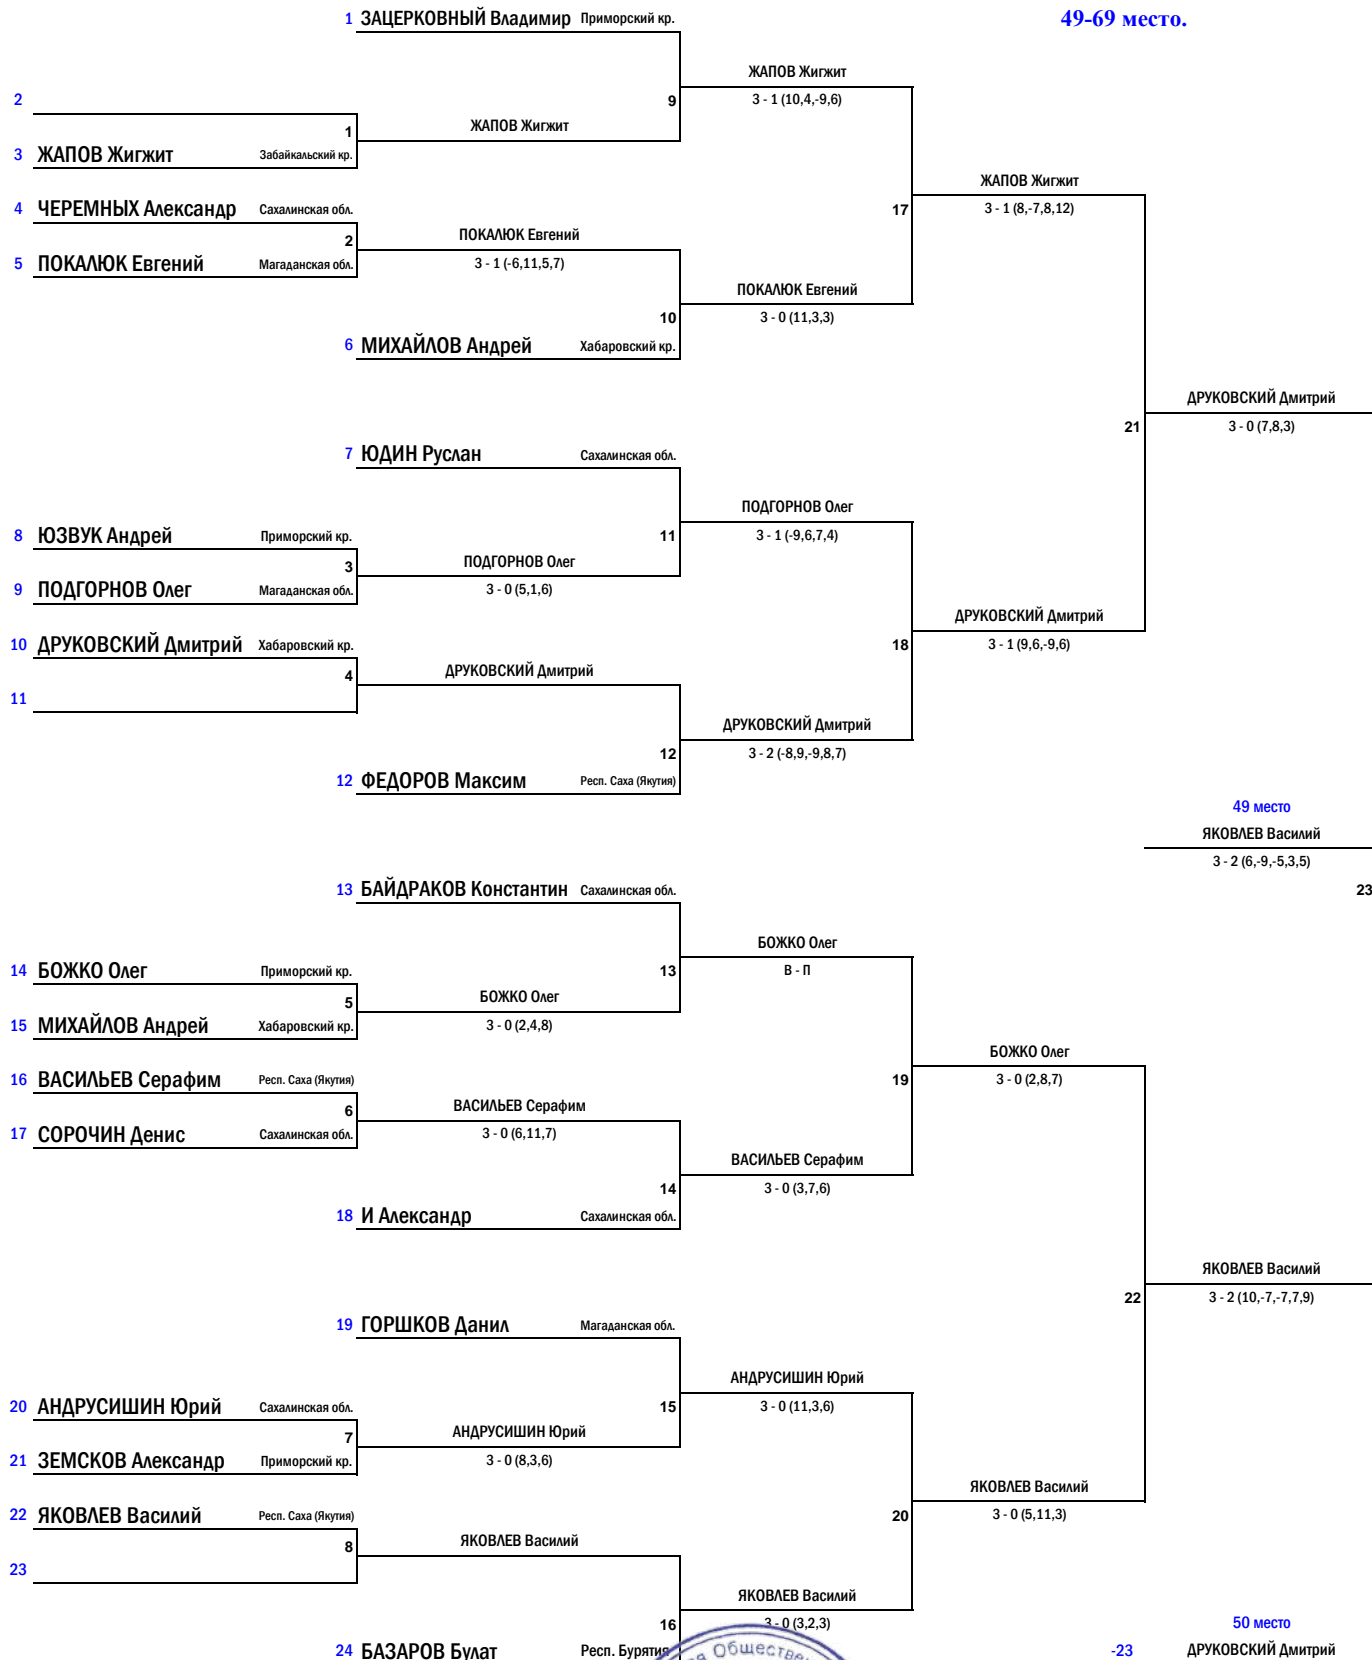 1 ЗАЦЕРКОВНЫЙ Владимир Приморский кр.
49-69 место.
ЖАПОВ Жигжит
2
9
3 - 1 (10,4,-9,6)
1
ЖАПОВ Жигжит
3 ЖАПОВ Жигжит Забайкальский кр.
ЖАПОВ Жигжит
4 ЧЕРЕМНЫХ Александр Сахалинская обл.
17
3 - 1 (8,-7,8,12)
2
ПОКАЛЮК Евгений
5 ПОКАЛЮК Евгений Магаданская обл.
3 - 1 (-6,11,5,7)
ПОКАЛЮК Евгений
10
3 - 0 (11,3,3)
6 МИХАЙЛОВ Андрей Хабаровский кр.
ДРУКОВСКИЙ Дмитрий
21
3 - 0 (7,8,3)
7 ЮДИН Руслан Сахалинская обл.
ПОДГОРНОВ Олег
8 ЮЗВУК Андрей Приморский кр.
11
3 - 1 (-9,6,7,4)
3
ПОДГОРНОВ Олег
9 ПОДГОРНОВ Олег Магаданская обл.
3 - 0 (5,1,6)
ДРУКОВСКИЙ Дмитрий
10 ДРУКОВСКИЙ Дмитрий Хабаровский кр.
18
3 - 1 (9,6,-9,6)
4
ДРУКОВСКИЙ Дмитрий
11
ДРУКОВСКИЙ Дмитрий
12
3 - 2 (-8,9,-9,8,7)
12 ФЕДОРОВ Максим Респ. Саха (Якутия)
49 место
ЯКОВЛЕВ Василий
3 - 2 (6,-9,-5,3,5)
23
13 БАЙДРАКОВ Константин Сахалинская обл.
БОЖКО Олег
14 БОЖКО Олег Приморский кр.
13
В - П
5
БОЖКО Олег
15 МИХАЙЛОВ Андрей Хабаровский кр.
3 - 0 (2,4,8)
БОЖКО Олег
16 ВАСИЛЬЕВ Серафим Респ. Саха (Якутия)
19
3 - 0 (2,8,7)
6
ВАСИЛЬЕВ Серафим
17 СОРОЧИН Денис Сахалинская обл.
3 - 0 (6,11,7)
ВАСИЛЬЕВ Серафим
14
3 - 0 (3,7,6)
18 И Александр Сахалинская обл.
ЯКОВЛЕВ Василий
22
3 - 2 (10,-7,-7,7,9)
19 ГОРШКОВ Данил Магаданская обл.
АНДРУСИШИН Юрий
20 АНДРУСИШИН Юрий Сахалинская обл.
15
3 - 0 (11,3,6)
7
АНДРУСИШИН Юрий
21 ЗЕМСКОВ Александр Приморский кр.
3 - 0 (8,3,6)
ЯКОВЛЕВ Василий
22 ЯКОВЛЕВ Василий Респ. Саха (Якутия)
20
3 - 0 (5,11,3)
8
ЯКОВЛЕВ Василий
23
ЯКОВЛЕВ Василий
16
3 - 0 (3,2,3)
50 место
24 БАЗАРОВ Булат Респ. Бурятия
-23 ДРУКОВСКИЙ Дмитрий